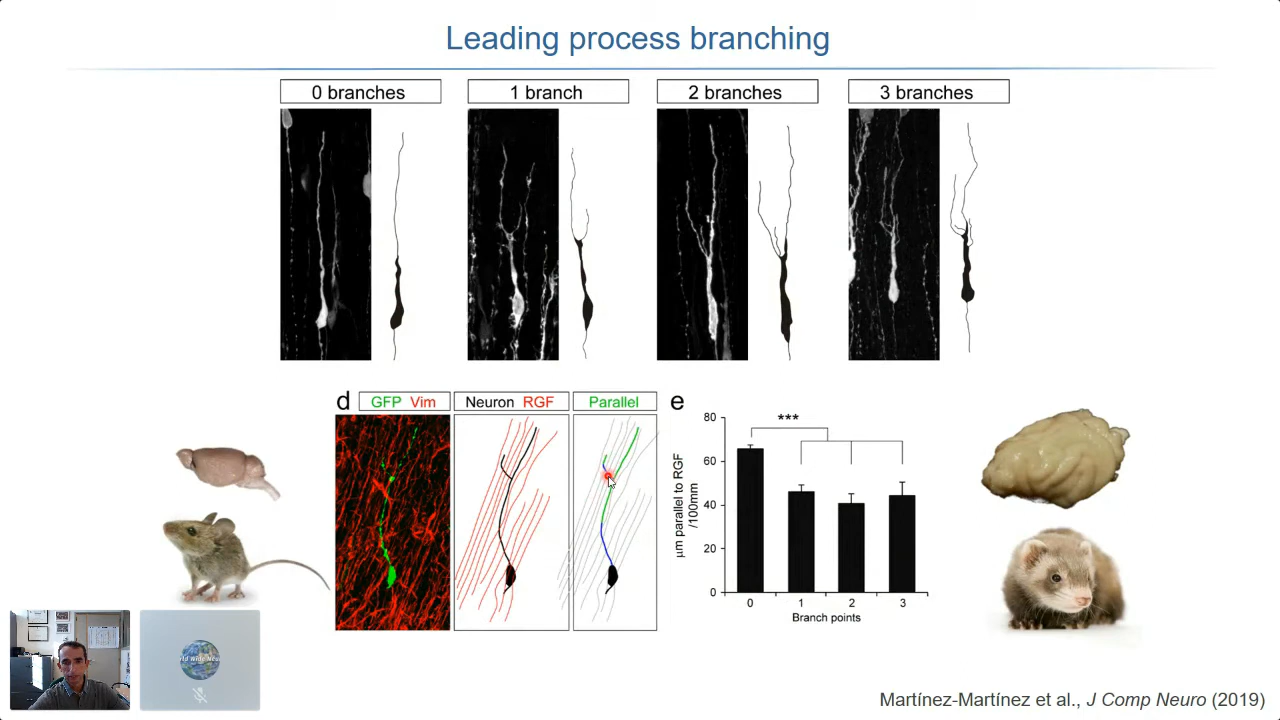 Leading process branching
0 branches
1 branch
2 branches
3 branches
d
GFP Vim
Neuron RGF
Parallel
e
***
80
60
40
20
0
µm parallel to RGF
/100mm
0 1 2 3
Branch points
Martínez-Martínez et al., J Comp Neuro (2019)